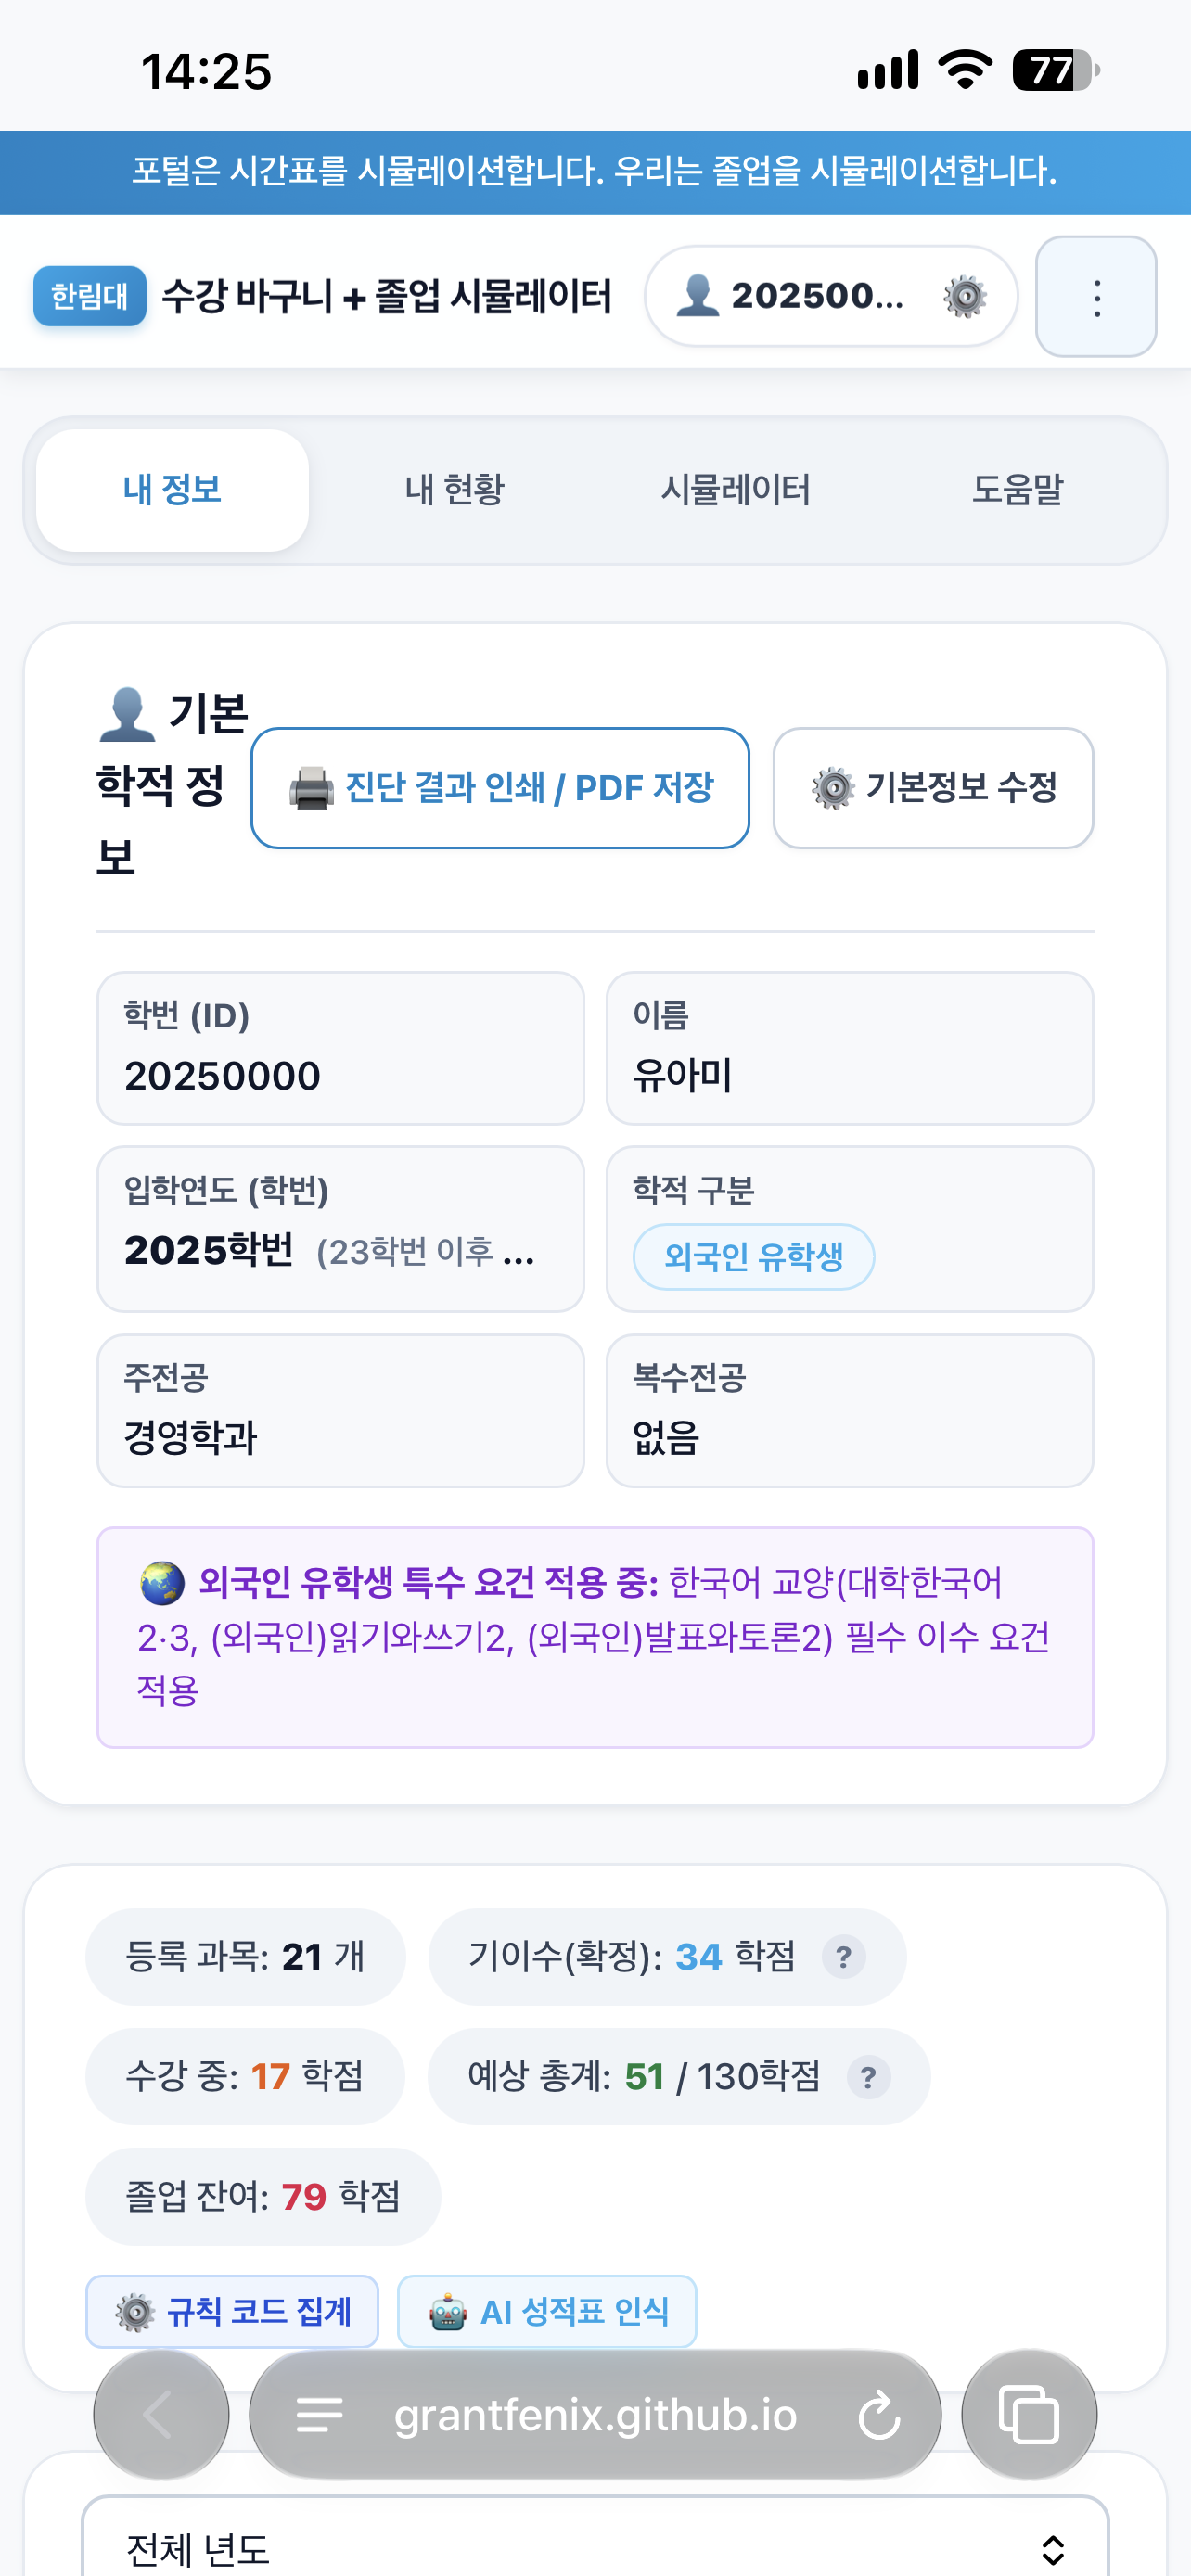 14:25
77
포털은 시간표를 시뮬레이션합니다. 우리는 졸업을 시뮬레이션합니다.
한림대 수강 바구니 + 졸업 시뮬레이터
202500...
내 정보
내 현황
시뮬레이터
도움말
기본
학적 정
보
진단 결과 인쇄 / PDF 저장
기본정보 수정
학번 (ID)
20250000
이름
유아미
입학연도 (학번)
2025학번 (23학번 이후 ...
학적 구분
외국인 유학생
주전공
경영학과
복수전공
없음
외국인 유학생 특수 요건 적용 중: 한국어 교양(대학한국어
2·3, (외국인)읽기와쓰기2, (외국인)발표와토론2) 필수 이수 요건
적용
등록 과목: 21 개
기이수(확정): 34 학점 ?
수강 중: 17 학점
예상 총계: 51 / 130학점 ?
졸업 잔여: 79 학점
규칙 코드 집계
AI 성적표 인식
grantfenix.github.io
전체 년도